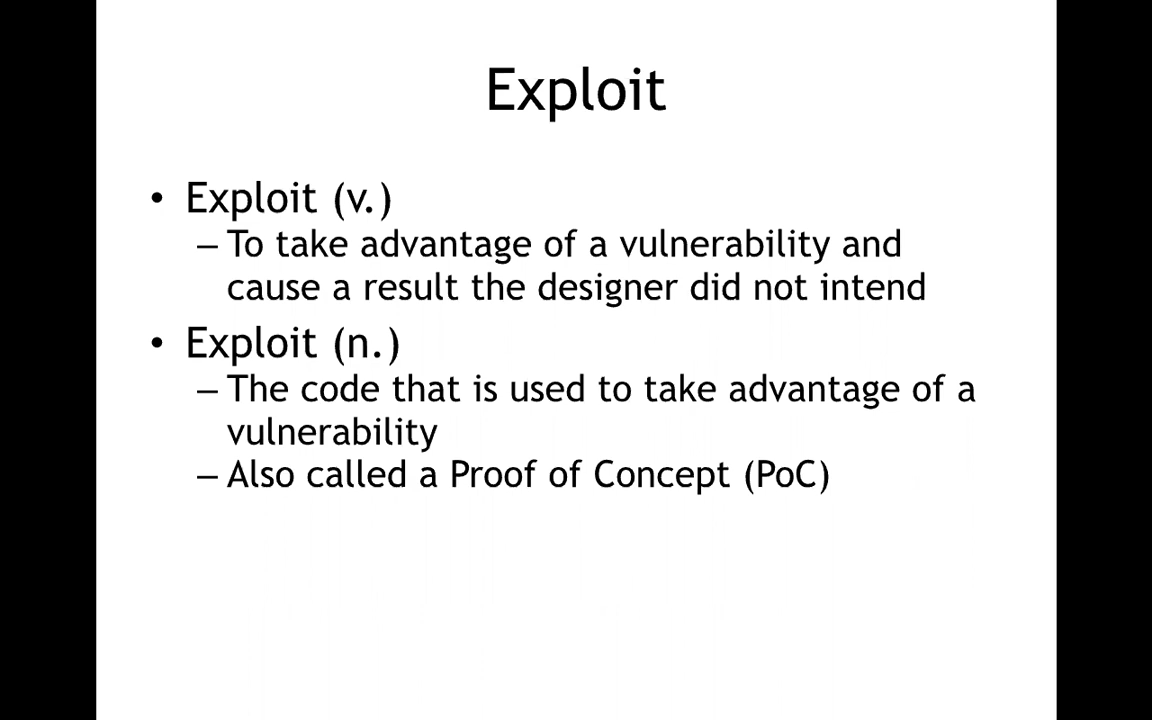 Exploit
• Exploit (v.)
– To take advantage of a vulnerability and
cause a result the designer did not intend
• Exploit (n.)
– The code that is used to take advantage of a
vulnerability
– Also called a Proof of Concept (PoC)